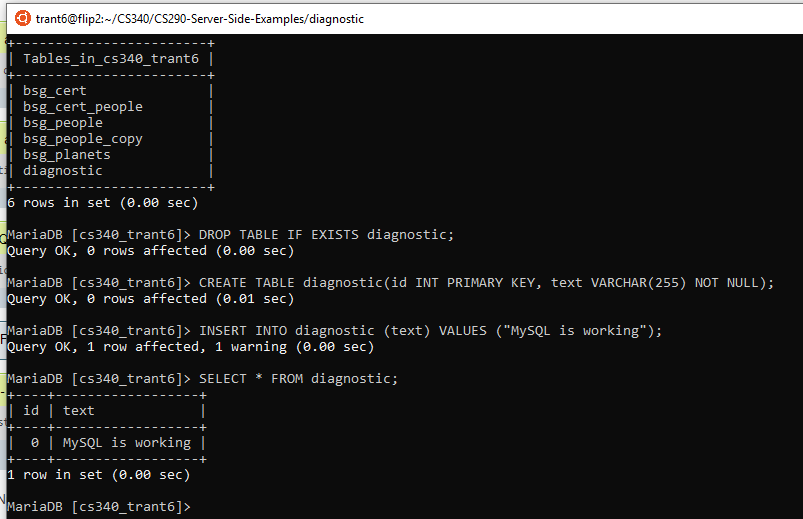 trant6@flip2:~/CS340/CS290-Server-Side-Examples/diagnostic
+------------------------+
| Tables_in_cs340_trant6 |
+------------------------+
| bsg_cert               |
| bsg_cert_people        |
| bsg_people             |
| bsg_people_copy        |
| bsg_planets            |
| diagnostic             |
+------------------------+
6 rows in set (0.00 sec)
MariaDB [cs340_trant6]> DROP TABLE IF EXISTS diagnostic;
Query OK, 0 rows affected (0.00 sec)
MariaDB [cs340_trant6]> CREATE TABLE diagnostic(id INT PRIMARY KEY, text VARCHAR(255) NOT NULL);
Query OK, 0 rows affected (0.01 sec)
MariaDB [cs340_trant6]> INSERT INTO diagnostic (text) VALUES ("MySQL is working");
Query OK, 1 row affected, 1 warning (0.00 sec)
MariaDB [cs340_trant6]> SELECT * FROM diagnostic;
+----+------------------+
| id | text             |
+----+------------------+
|  0 | MySQL is working |
+----+------------------+
1 row in set (0.00 sec)
MariaDB [cs340_trant6]>